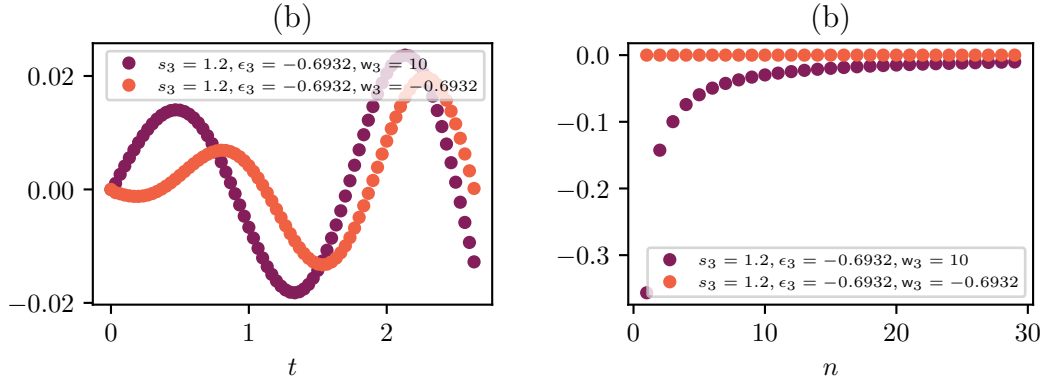 (b)
0.02
0.00
−0.02
s₃ = 1.2, ϵ₃ = −0.6932, w₃ = 10
s₃ = 1.2, ϵ₃ = −0.6932, w₃ = −0.6932
0 1 2
t
(b)
0.0
−0.1
−0.2
−0.3
s₃ = 1.2, ϵ₃ = −0.6932, w₃ = 10
s₃ = 1.2, ϵ₃ = −0.6932, w₃ = −0.6932
0 10 20 30
n